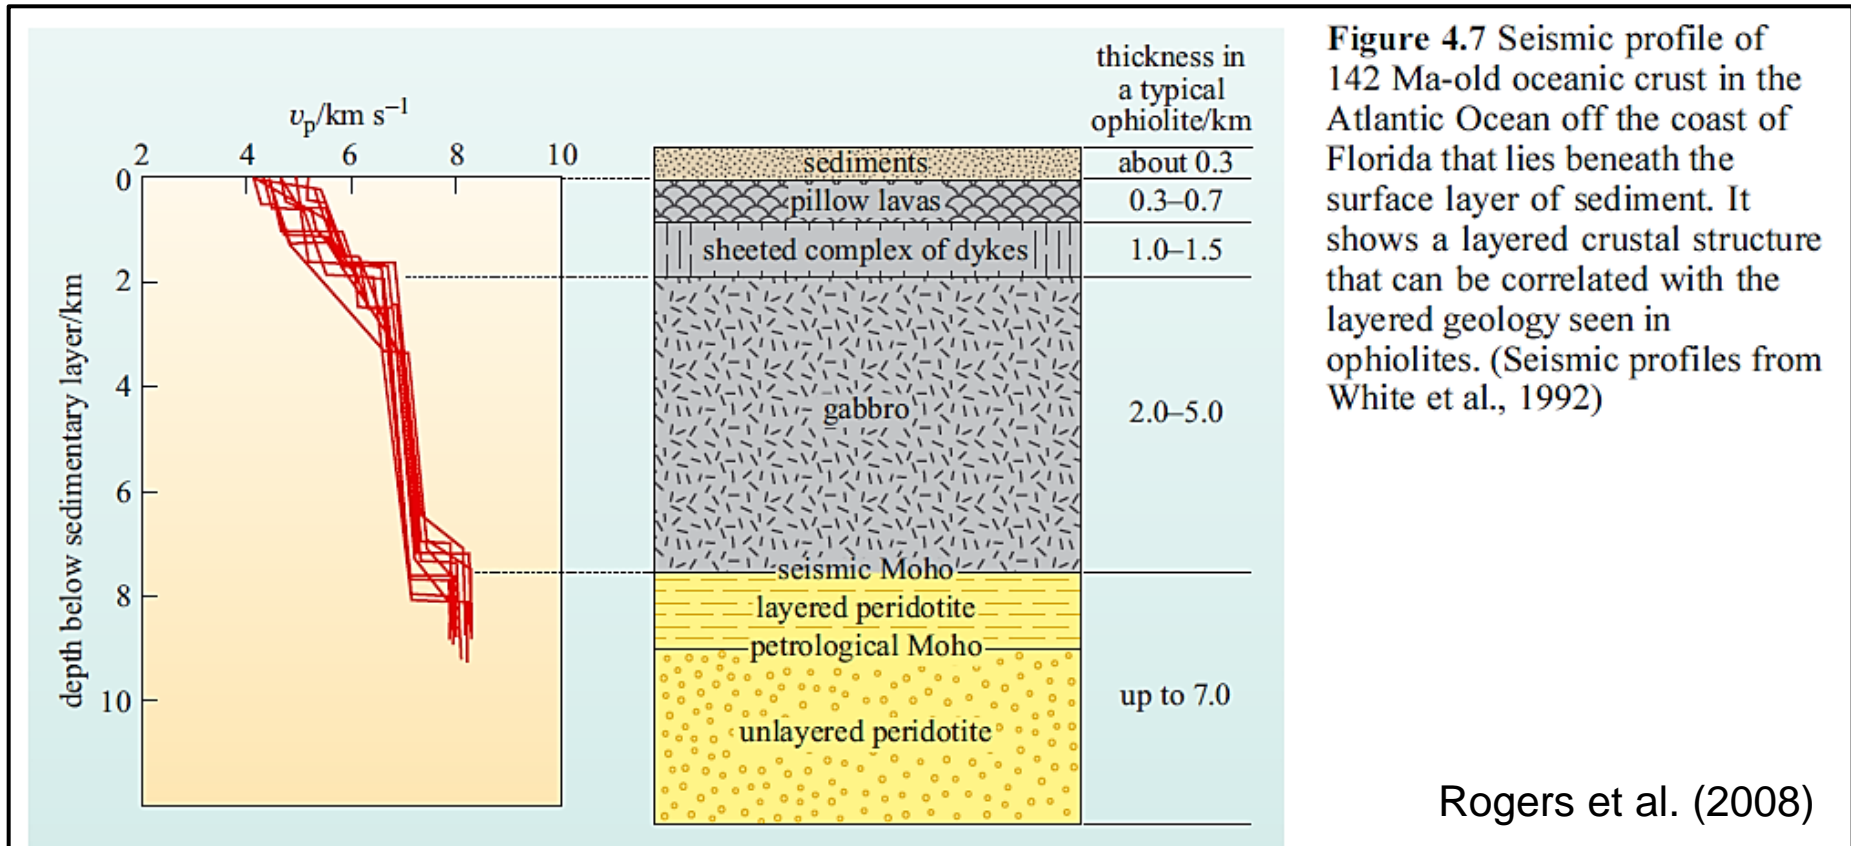 thickness in
a typical
ophiolite/km
vp/km s⁻¹
2 4 6 8 10
0
2
4
6
8
10
depth below sedimentary layer/km
sediments
about 0.3
pillow lavas
0.3–0.7
sheeted complex of dykes
1.0–1.5
gabbro
2.0–5.0
seismic Moho
layered peridotite
petrological Moho
up to 7.0
unlayered peridotite
Figure 4.7 Seismic profile of
142 Ma-old oceanic crust in the
Atlantic Ocean off the coast of
Florida that lies beneath the
surface layer of sediment. It
shows a layered crustal structure
that can be correlated with the
layered geology seen in
ophiolites. (Seismic profiles from
White et al., 1992)
Rogers et al. (2008)